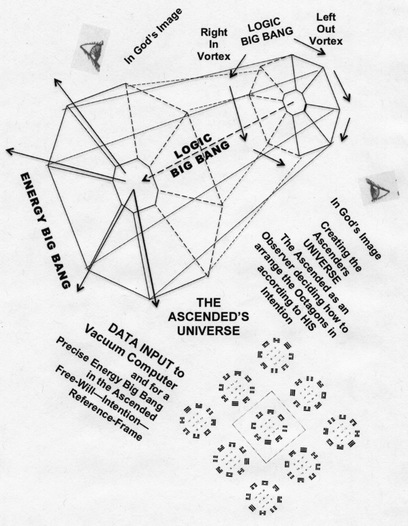 In God's Image
Right
In
Vortex
LOGIC
BIG BANG
Left
Out
Vortex
LOGIC
BIG BANG
ENERGY BIG BANG
In God's Image
Creating the
Ascenders
UNIVERSE
The Ascended as an
Observer deciding how to
arrange the Octagons in
according to HIS
Intention
THE
ASCENDED'S
UNIVERSE
DATA INPUT to
Vacuum Computer
and for a
Precise Energy Big Bang
in the Ascended
Free-Will—Intention—
Reference-Frame